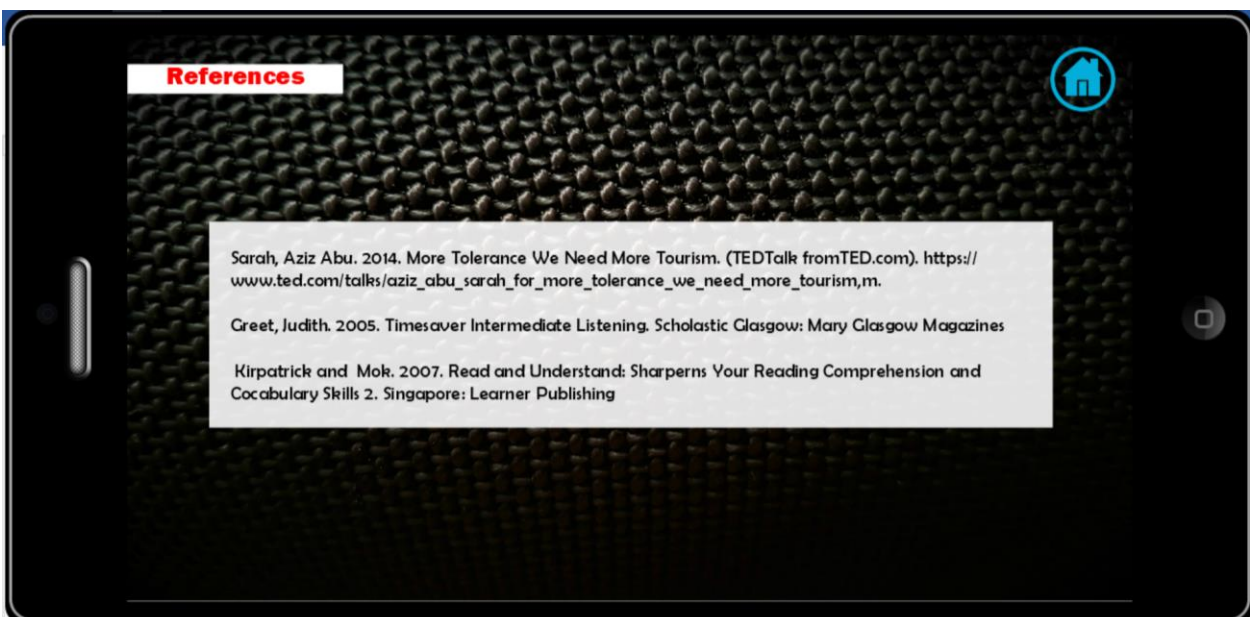 References
Sarah, Aziz Abu. 2014. More Tolerance We Need More Tourism. (TEDTalk fromTED.com). https://
www.ted.com/talks/aziz_abu_sarah_for_more_tolerance_we_need_more_tourism,m.
Greet, Judith. 2005. Timesaver Intermediate Listening. Scholastic Glasgow: Mary Glasgow Magazines
Kirpatrick and Mok. 2007. Read and Understand: Sharperns Your Reading Comprehension and
Cocabulary Skills 2. Singapore: Learner Publishing